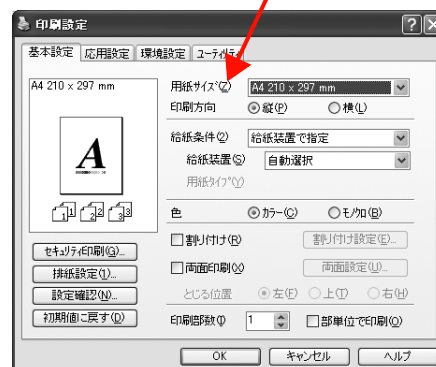 印刷設定
基本設定 応用設定 環境設定 ユーティリティ
A4 210 x 297 mm
用紙サイズ(Z) A4 210 x 297 mm
印刷方向 縦(P) 横(L)
給紙条件(2) 給紙装置で指定
給紙装置(S) 自動選択
用紙タイプ(Y)
A
1 1 2 2 3 3
色 カラー(C) モノクロ(B)
割り付け(R) 割り付け設定(E)...
セキュリティ印刷(G)...
両面印刷(X) 両面設定(U)...
排紙設定(1)...
とじる位置 左(F) 上(T) 右(H)
設定確認(N)...
初期値に戻す(D)
印刷部数(I) 1 部単位で印刷(O)
OK キャンセル ヘルプ